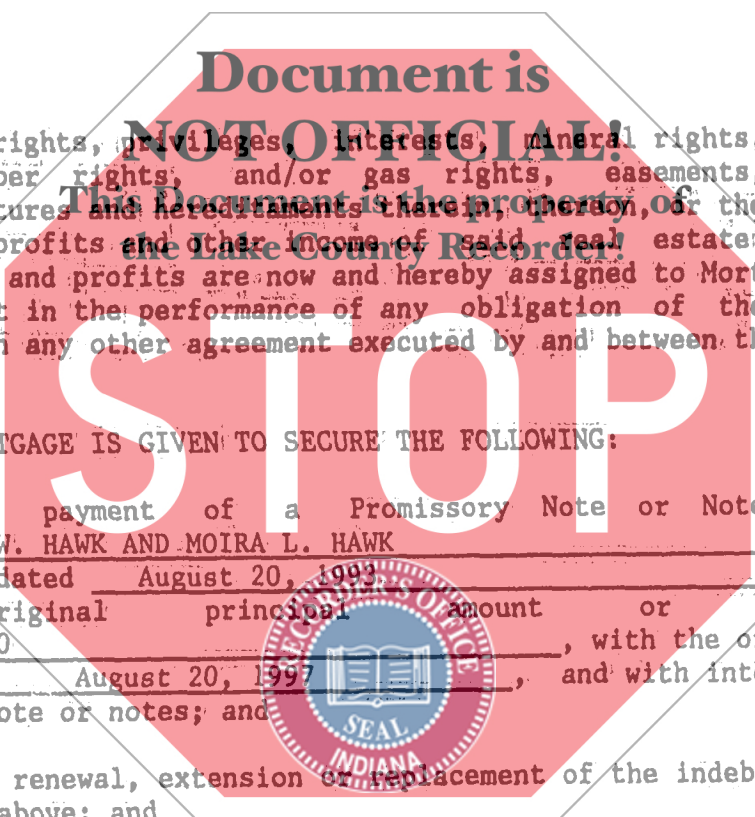 Document is
NOT OFFICIAL!
This Document is the property of
the Lake County Recorder!
STOP
rights, privileges, interests, mineral rights,
per rights, and/or gas rights, easements,
tures and hereditaments therein, thereon, or the
profits and other income of said real estate
and profits are now and hereby assigned to Mor
t in the performance of any obligation of the
n any other agreement executed by and between th
TGAGE IS GIVEN TO SECURE THE FOLLOWING:
payment of a Promissory Note or Note
W. HAWK AND MOIRA L. HAWK
dated August 20, 1993
riginal principal amount or
0 , with the o
August 20, 1997 , and with int
ote or notes; and
RECORDER'S OFFICE
SEAL
INDIANA
renewal, extension or replacement of the indeb
above; and